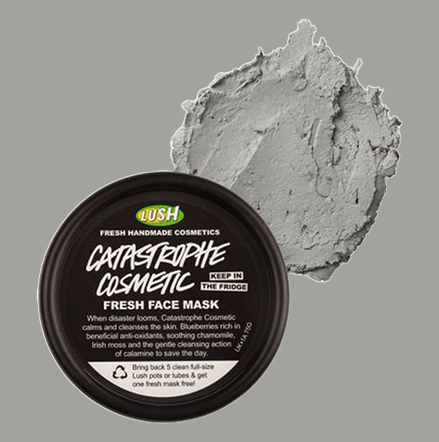 LUSH
FRESH HANDMADE COSMETICS
CATASTROPHE
COSMETIC
KEEP IN
THE FRIDGE
FRESH FACE MASK
When disaster looms, Catastrophe Cosmetic
calms and cleanses the skin. Blueberries rich in
beneficial anti-oxidants, soothing chamomile,
Irish moss and the gentle cleansing action
of calamine to save the day.
Bring back 5 clean full-size
Lush pots or tubes & get
one fresh mask free!